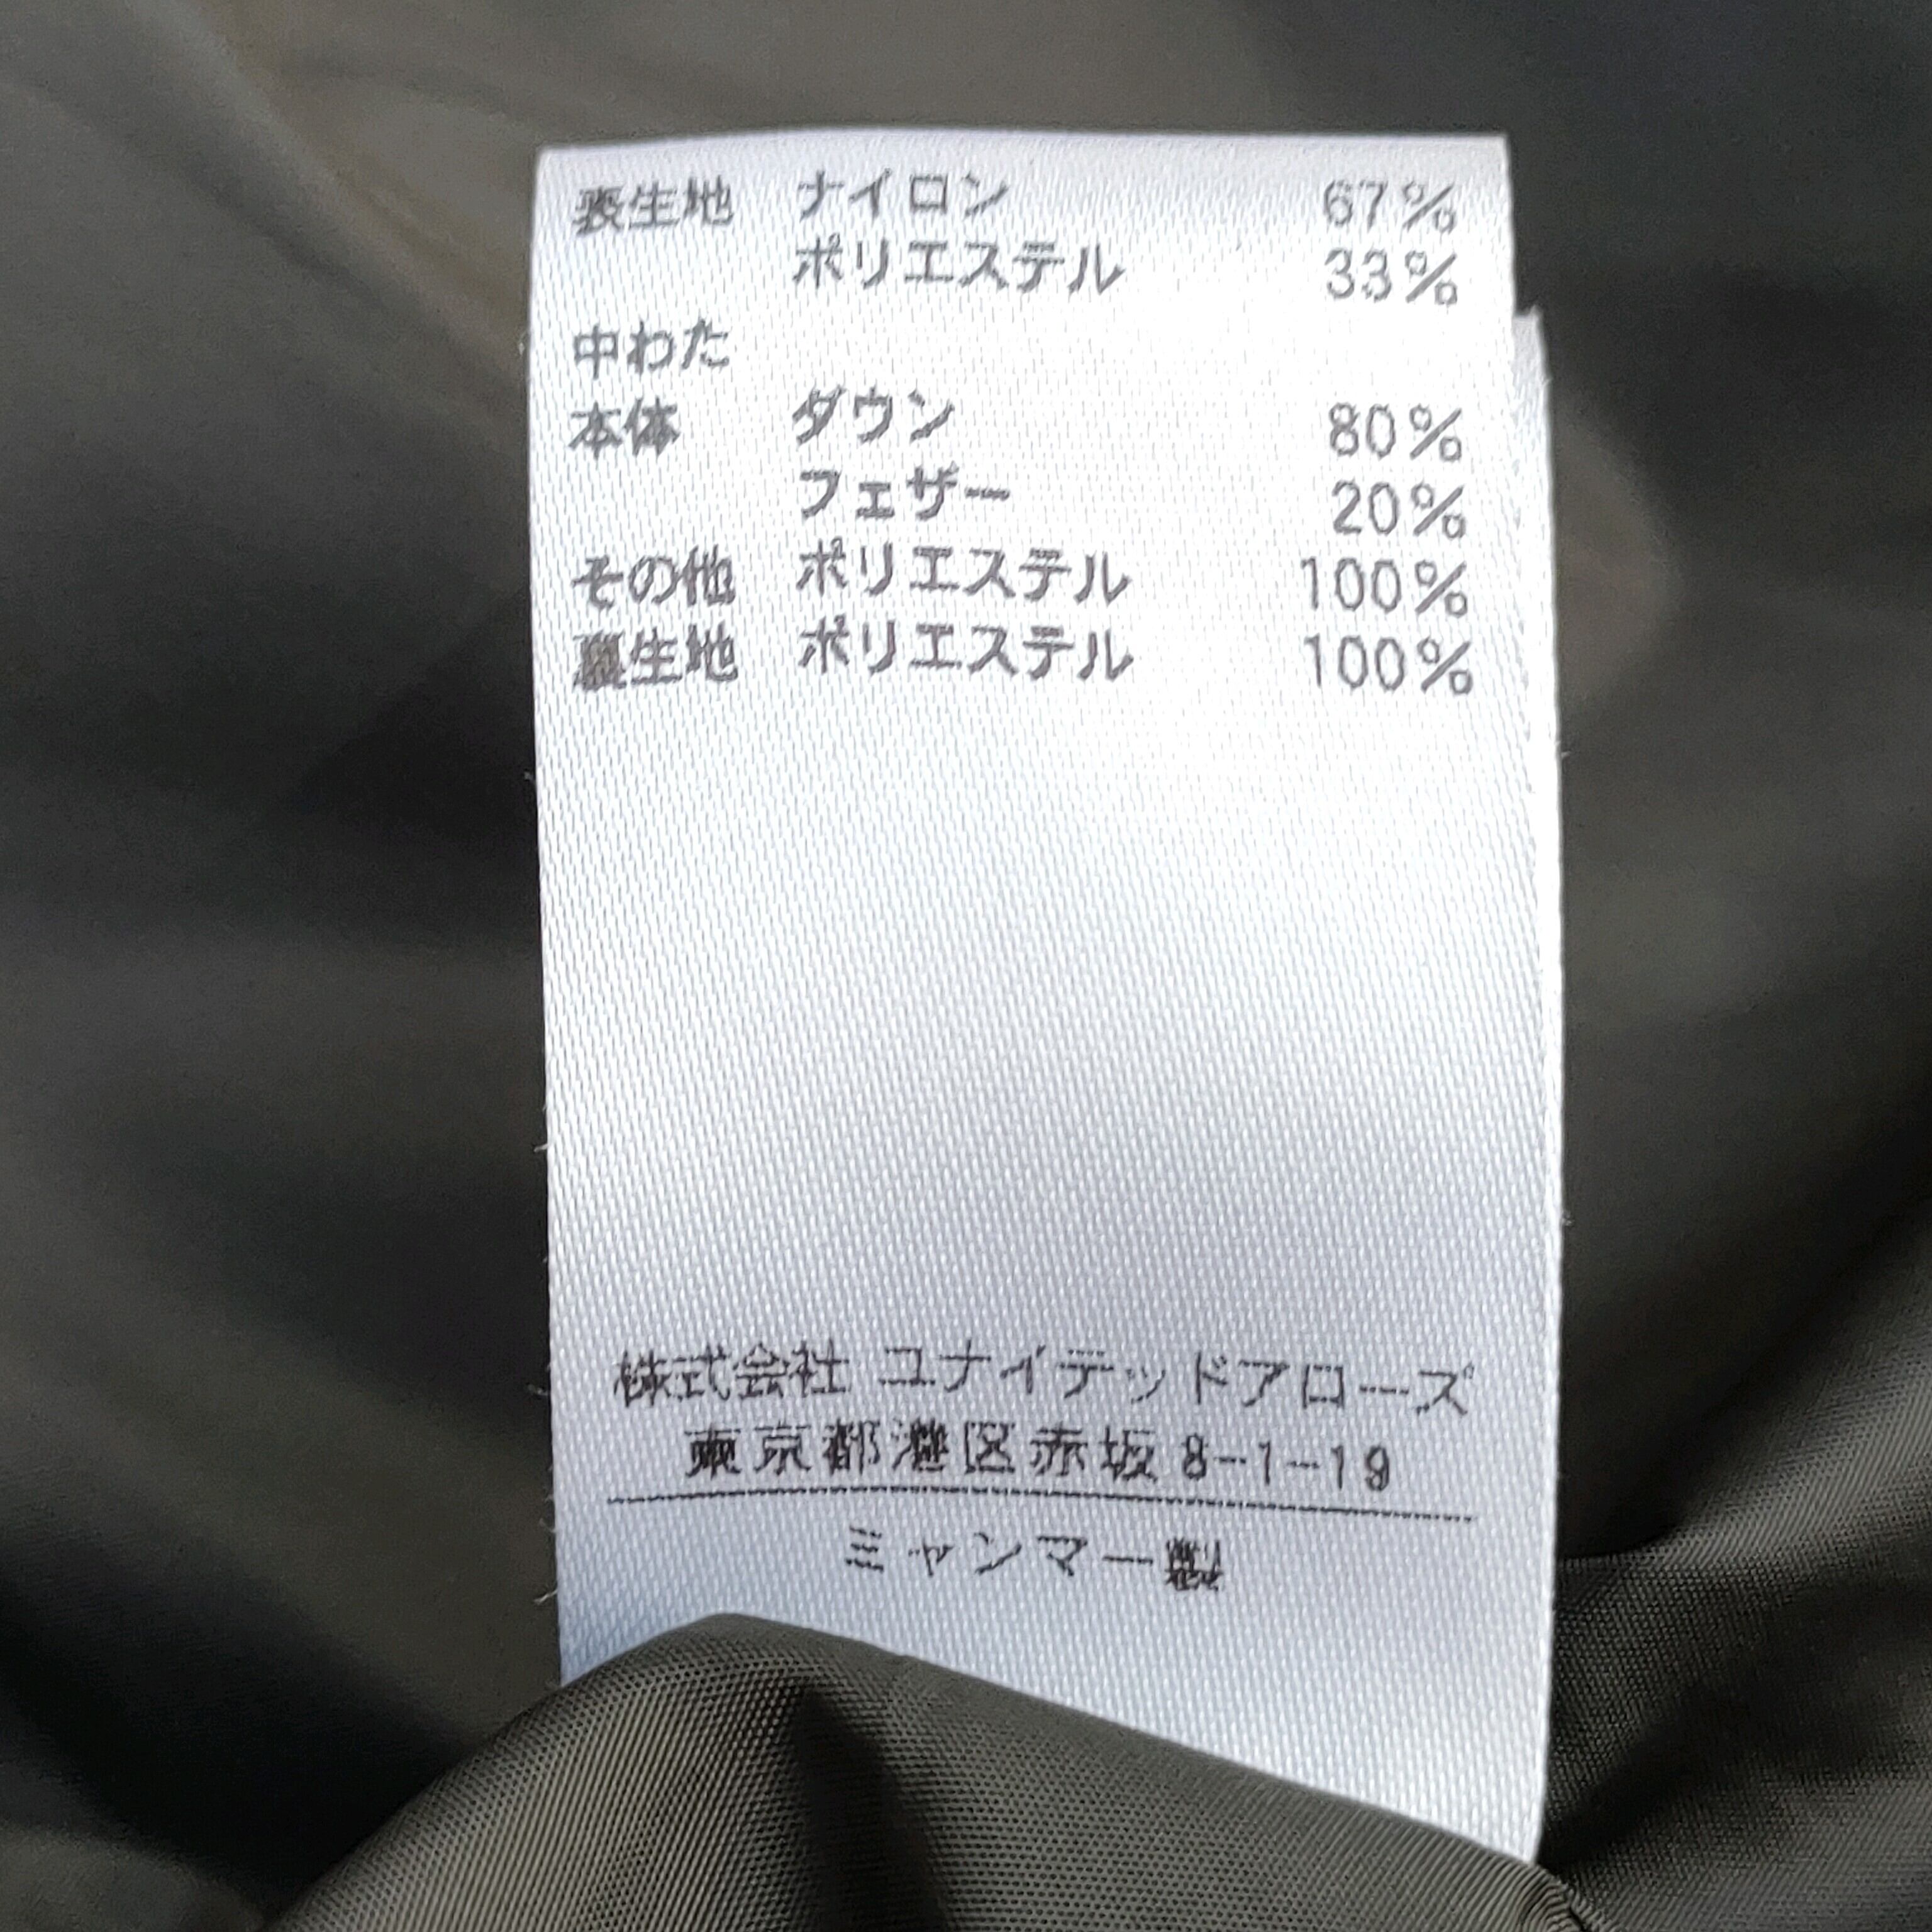 表生地 ナイロン 67%
ポリエステル 33%
中わた
本体 ダウン 80%
フェザー 20%
その他 ポリエステル 100%
裏生地 ポリエステル 100%
株式会社 ユナイテッドアローズ
東京都港区赤坂8-1-19
ミャンマー製